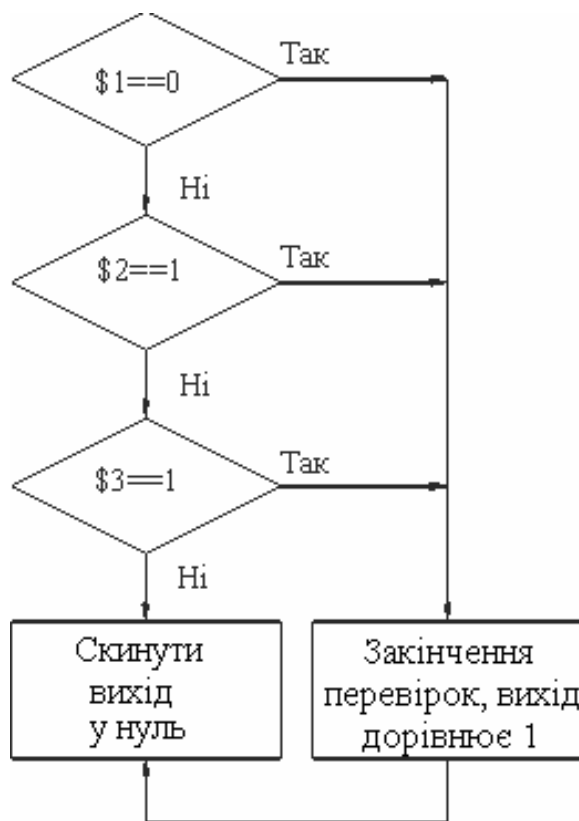 $1==0
Так
Ні
$2==1
Так
Ні
$3==1
Так
Ні
Скинути
вихід
у нуль
Закінчення
перевірок, вихід
дорівнює 1